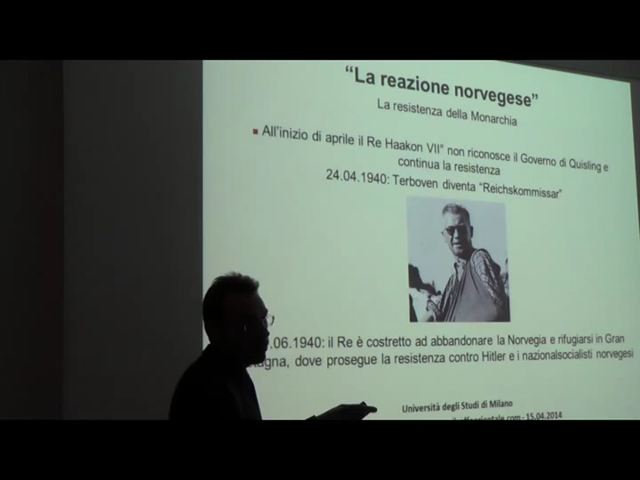 “La reazione norvegese”
La resistenza della Monarchia
All'inizio di aprile il Re Haakon VII° non riconosce il Governo di Quisling e
continua la resistenza
24.04.1940: Terboven diventa “Reichskommissar”
.06.1940: il Re è costretto ad abbandonare la Norvegia e rifugiarsi in Gran
dove prosegue la resistenza contro Hitler e i nazionalsocialisti norvegesi
Università degli Studi di Milano
15.04.2014